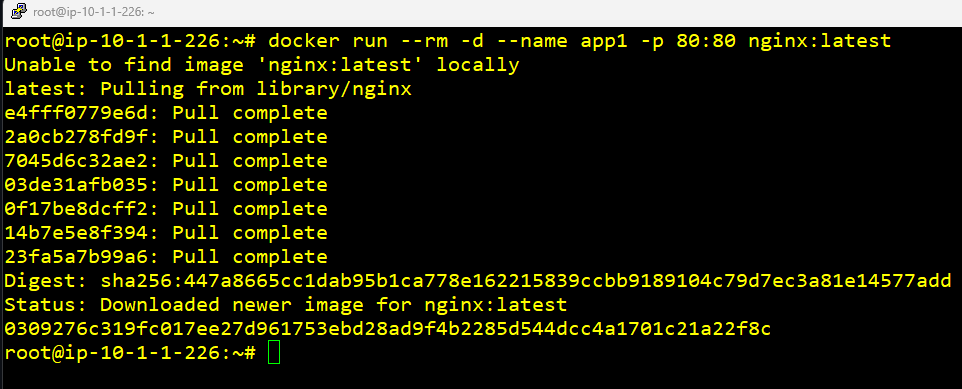 root@ip-10-1-1-226: ~
root@ip-10-1-1-226:~# docker run --rm -d --name app1 -p 80:80 nginx:latest
Unable to find image 'nginx:latest' locally
latest: Pulling from library/nginx
e4fff0779e6d: Pull complete
2a0cb278fd9f: Pull complete
7045d6c32ae2: Pull complete
03de31afb035: Pull complete
0f17be8dcff2: Pull complete
14b7e5e8f394: Pull complete
23fa5a7b99a6: Pull complete
Digest: sha256:447a8665cc1dab95b1ca778e162215839ccbb9189104c79d7ec3a81e14577add
Status: Downloaded newer image for nginx:latest
0309276c319fc017ee27d961753ebd28ad9f4b2285d544dcc4a1701c21a22f8c
root@ip-10-1-1-226:~#